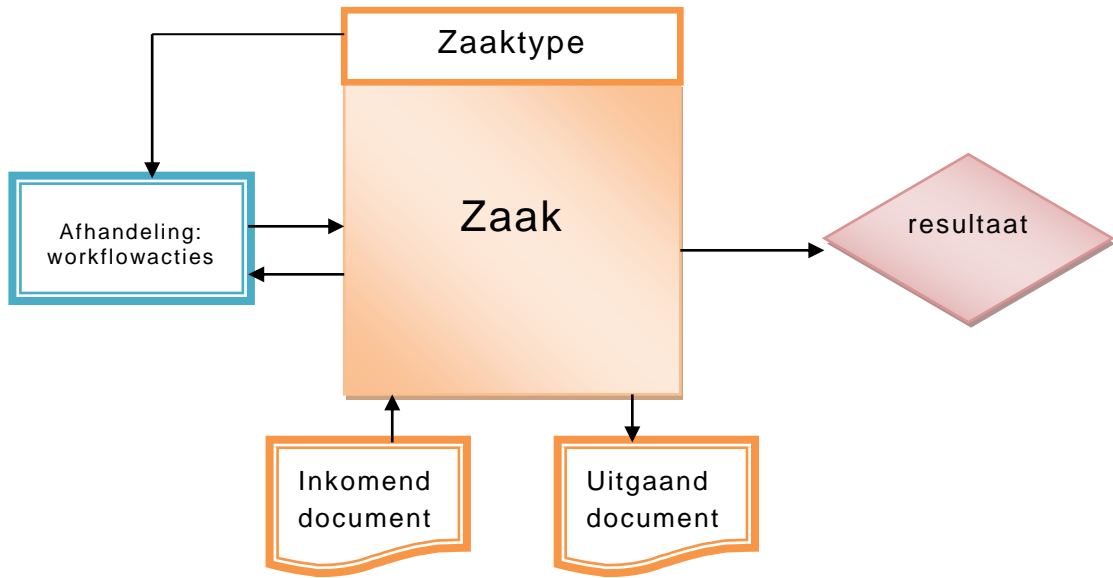 Zaaktype
Zaak
Afhandeling:
workflowacties
resultaat
Inkomend
document
Uitgaand
document